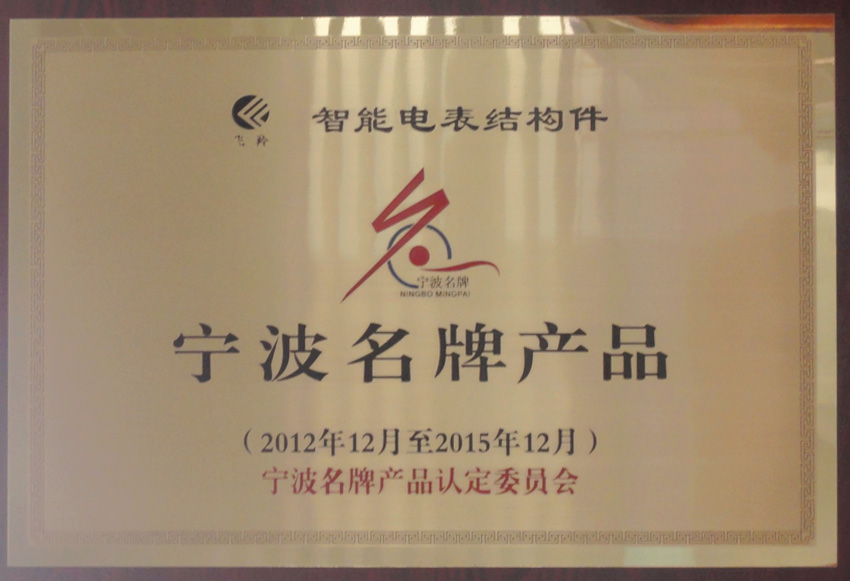 智能电表结构件
飞羚
宁波名牌
NINGBO MINGPAI
宁波名牌产品
（2012年12月至2015年12月）
宁波名牌产品认定委员会